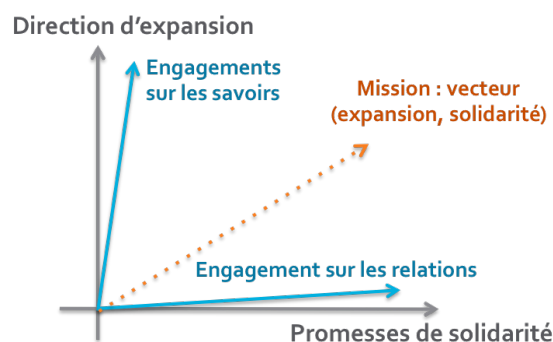 Direction d’expansion
Engagements
sur les savoirs
Mission : vecteur
(expansion, solidarité)
Engagement sur les relations
Promesses de solidarité